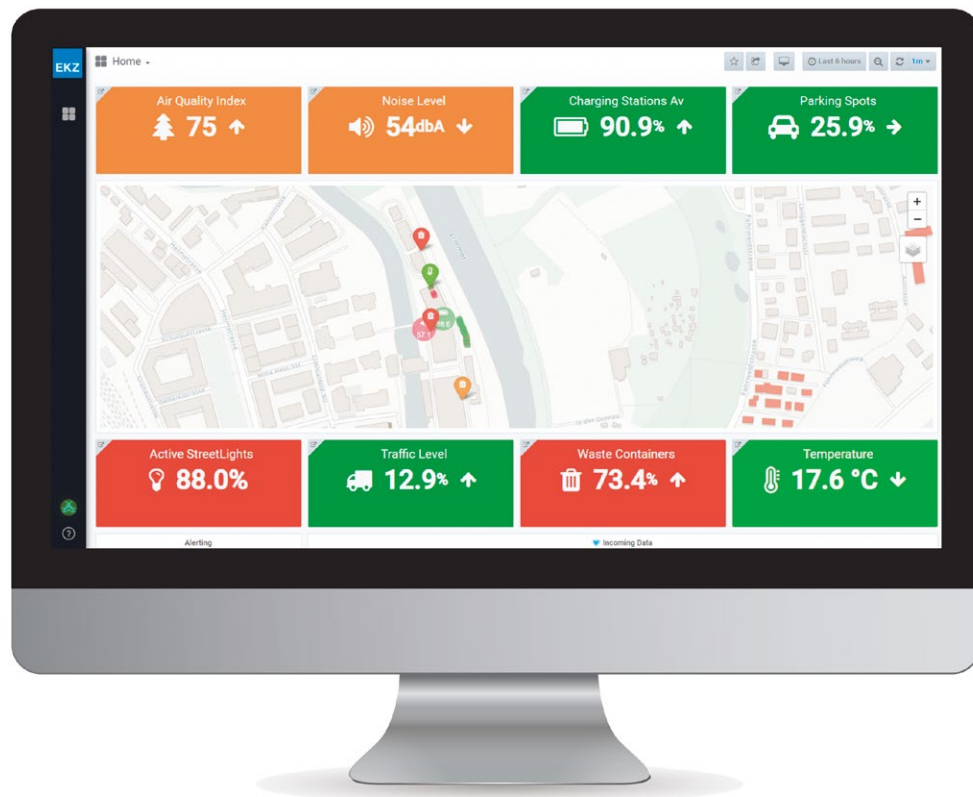 EKZ
Home
Last 6 hours
1m
Air Quality Index
75
Noise Level
54dbA
Charging Stations Av
90.9%
Parking Spots
25.9%
+
−
Active StreetLights
88.0%
Traffic Level
12.9%
Waste Containers
73.4%
Temperature
17.6 °C
?
Alerting
Incoming Data